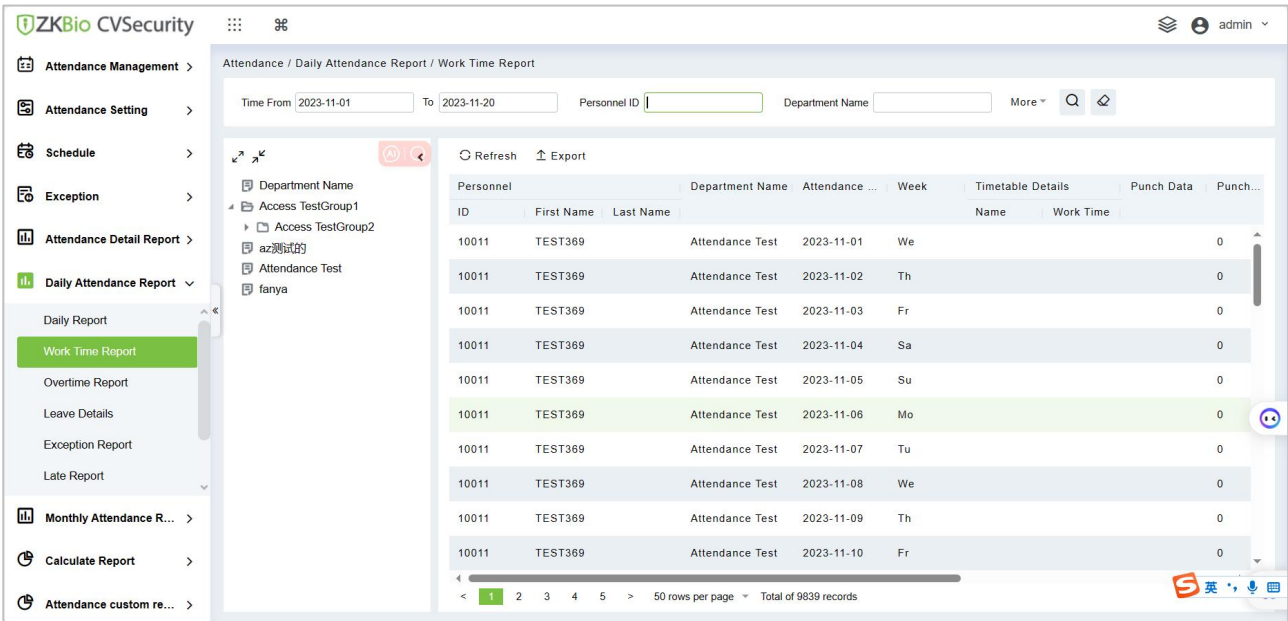 ZKBio CVSecurity
admin
Attendance Management
Attendance Setting
Schedule
Exception
Attendance Detail Report
Daily Attendance Report
Daily Report
Work Time Report
Overtime Report
Leave Details
Exception Report
Late Report
Monthly Attendance R...
Calculate Report
Attendance custom re...
Attendance / Daily Attendance Report / Work Time Report
Time From 2023-11-01 To 2023-11-20 Personnel ID Department Name More
Department Name
Access TestGroup1
Access TestGroup2
az测试的
Attendance Test
fanya
Refresh Export
Personnel Department Name Attendance ... Week Timetable Details Punch Data Punch...
ID First Name Last Name Name Work Time
10011 TEST369 Attendance Test 2023-11-01 We 0
10011 TEST369 Attendance Test 2023-11-02 Th 0
10011 TEST369 Attendance Test 2023-11-03 Fr 0
10011 TEST369 Attendance Test 2023-11-04 Sa 0
10011 TEST369 Attendance Test 2023-11-05 Su 0
10011 TEST369 Attendance Test 2023-11-06 Mo 0
10011 TEST369 Attendance Test 2023-11-07 Tu 0
10011 TEST369 Attendance Test 2023-11-08 We 0
10011 TEST369 Attendance Test 2023-11-09 Th 0
10011 TEST369 Attendance Test 2023-11-10 Fr 0
< 1 2 3 4 5 > 50 rows per page Total of 9839 records
英